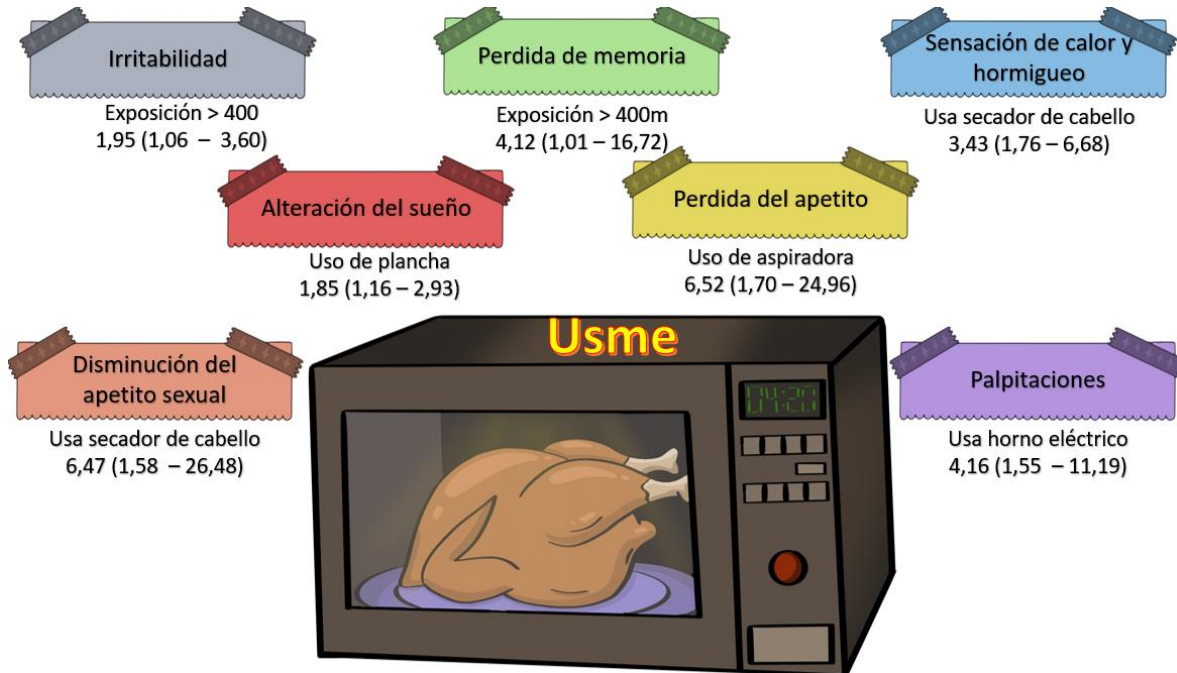 Irritabilidad
Exposición > 400
1,95 (1,06 – 3,60)
Perdida de memoria
Exposición > 400m
4,12 (1,01 – 16,72)
Sensación de calor y
hormigueo
Usa secador de cabello
3,43 (1,76 – 6,68)
Alteración del sueño
Uso de plancha
1,85 (1,16 – 2,93)
Perdida del apetito
Uso de aspiradora
6,52 (1,70 – 24,96)
Disminución del
apetito sexual
Usa secador de cabello
6,47 (1,58 – 26,48)
Usme
04:20
Palpitaciones
Usa horno eléctrico
4,16 (1,55 – 11,19)